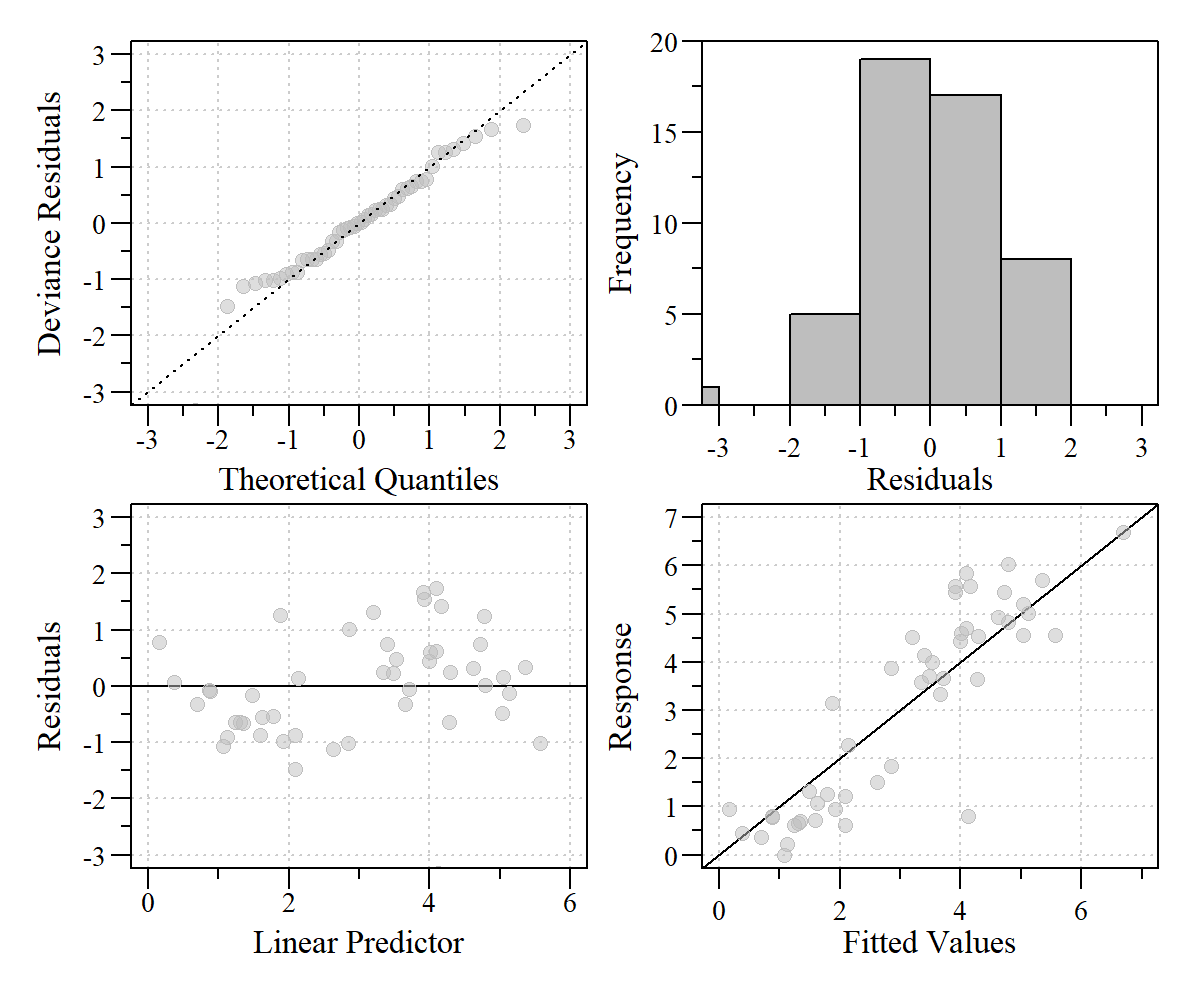 Deviance Residuals
3
2
1
0
-1
-2
-3
-3 -2 -1 0 1 2 3
Theoretical Quantiles
Frequency
20
15
10
5
0
-3 -2 -1 0 1 2 3
Residuals
Residuals
3
2
1
0
-1
-2
-3
0 2 4 6
Linear Predictor
Response
7
6
5
4
3
2
1
0
0 2 4 6
Fitted Values